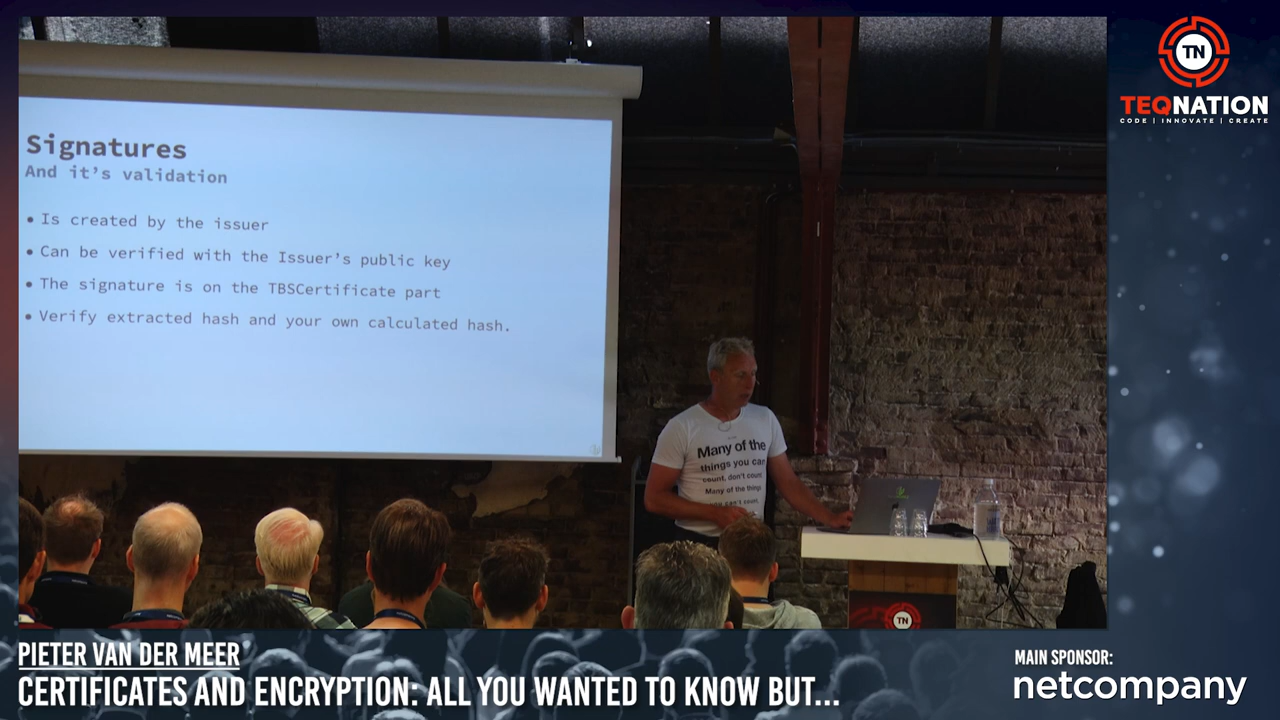 Signatures
And it's validation
• Is created by the issuer
• Can be verified with the Issuer's public key
• The signature is on the TBSCertificate part
• Verify extracted hash and your own calculated hash.
Many of the
things you can
count, don't count.
Many of the things
can't count,
TN
TN
TEQNATION
CODE | INNOVATE | CREATE
PIETER VAN DER MEER
CERTIFICATES AND ENCRYPTION: ALL YOU WANTED TO KNOW BUT...
MAIN SPONSOR:
netcompany